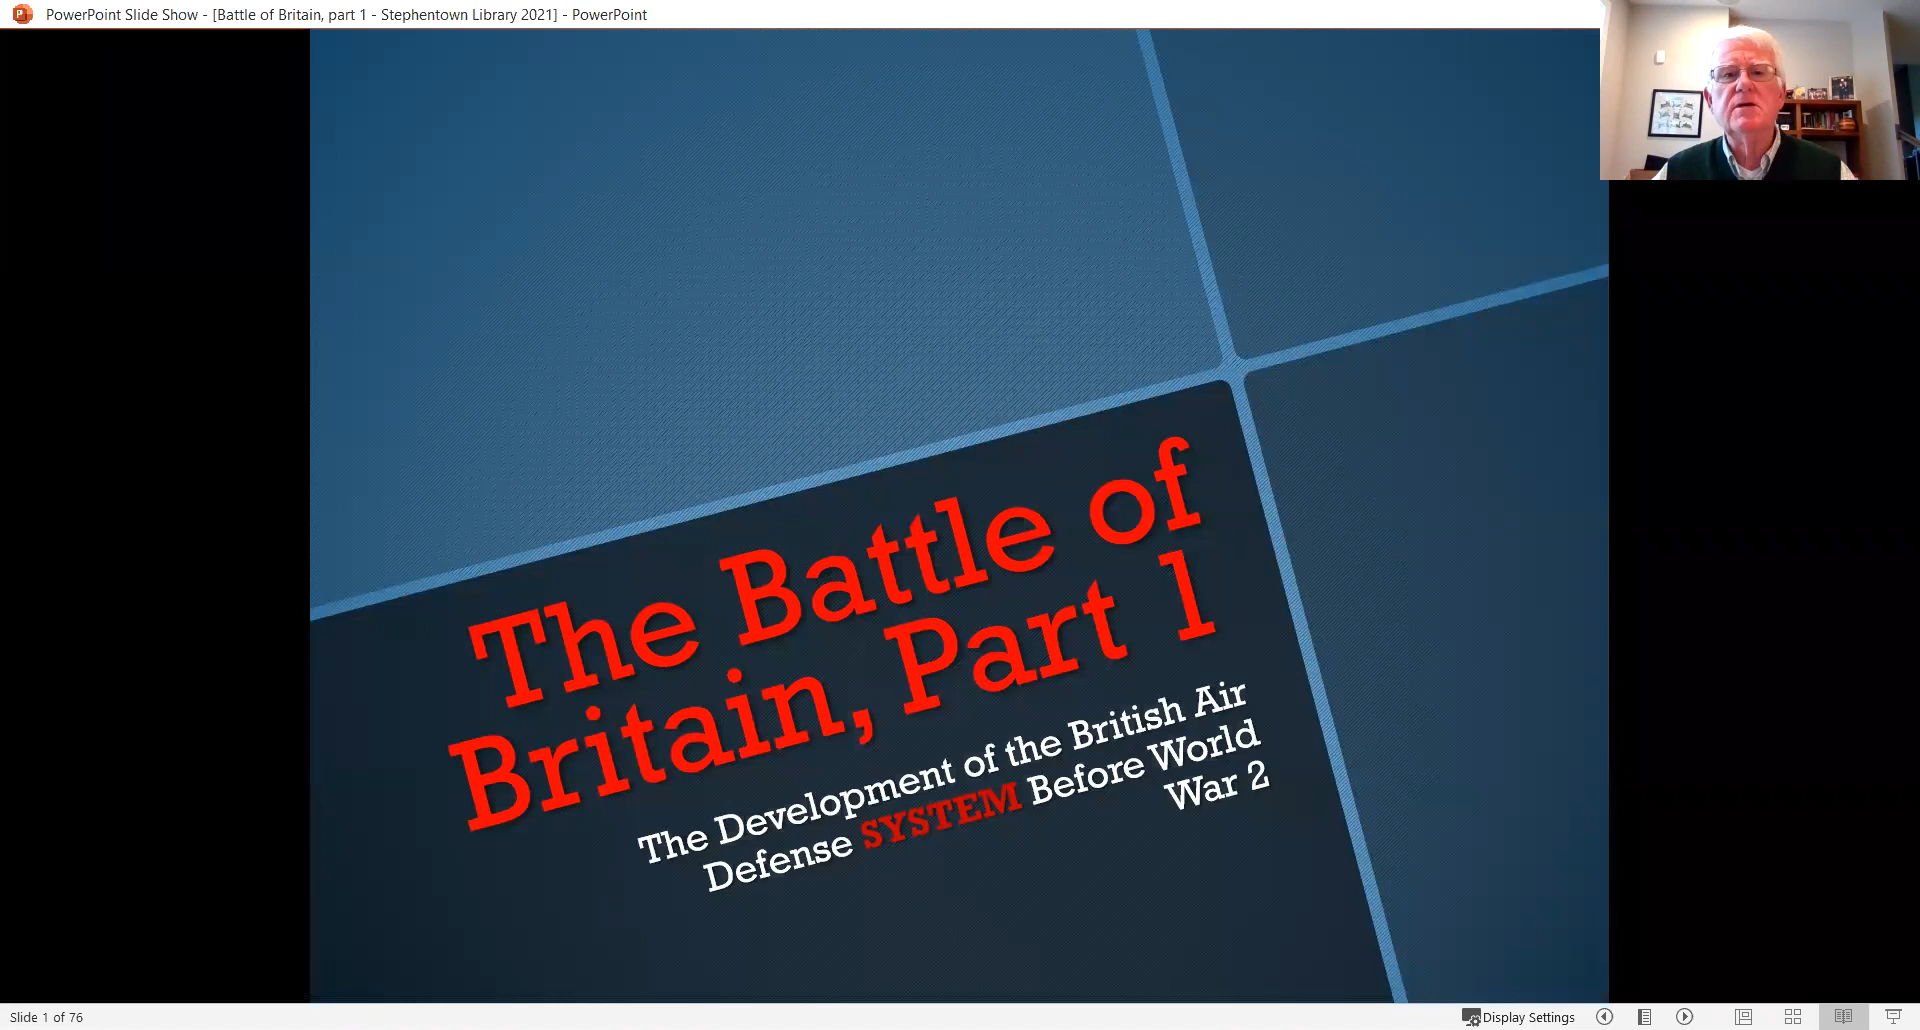 PowerPoint Slide Show - [Battle of Britain, part 1 - Stephentown Library 2021] - PowerPoint
The Battle of
Britain, Part 1
The Development of the British Air
Defense SYSTEM Before World
War 2
Slide 1 of 76
Display Settings